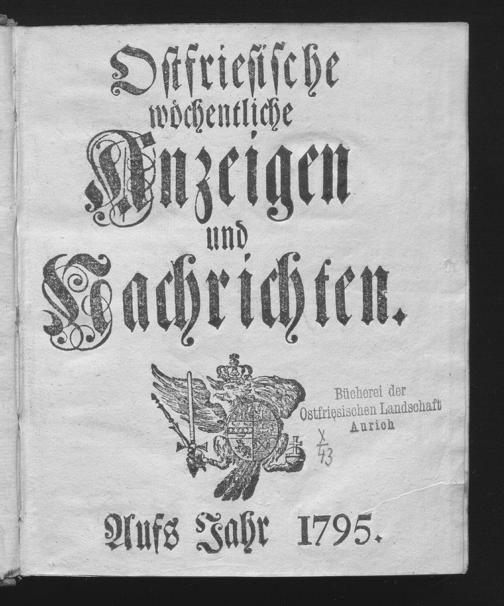 Ostfriesische
wöchentliche
Anzeigen
und
Nachrichten.
Bücherei der
Ostfriesischen Landschaft
Aurich
X
43
Aufs Jahr 1795.